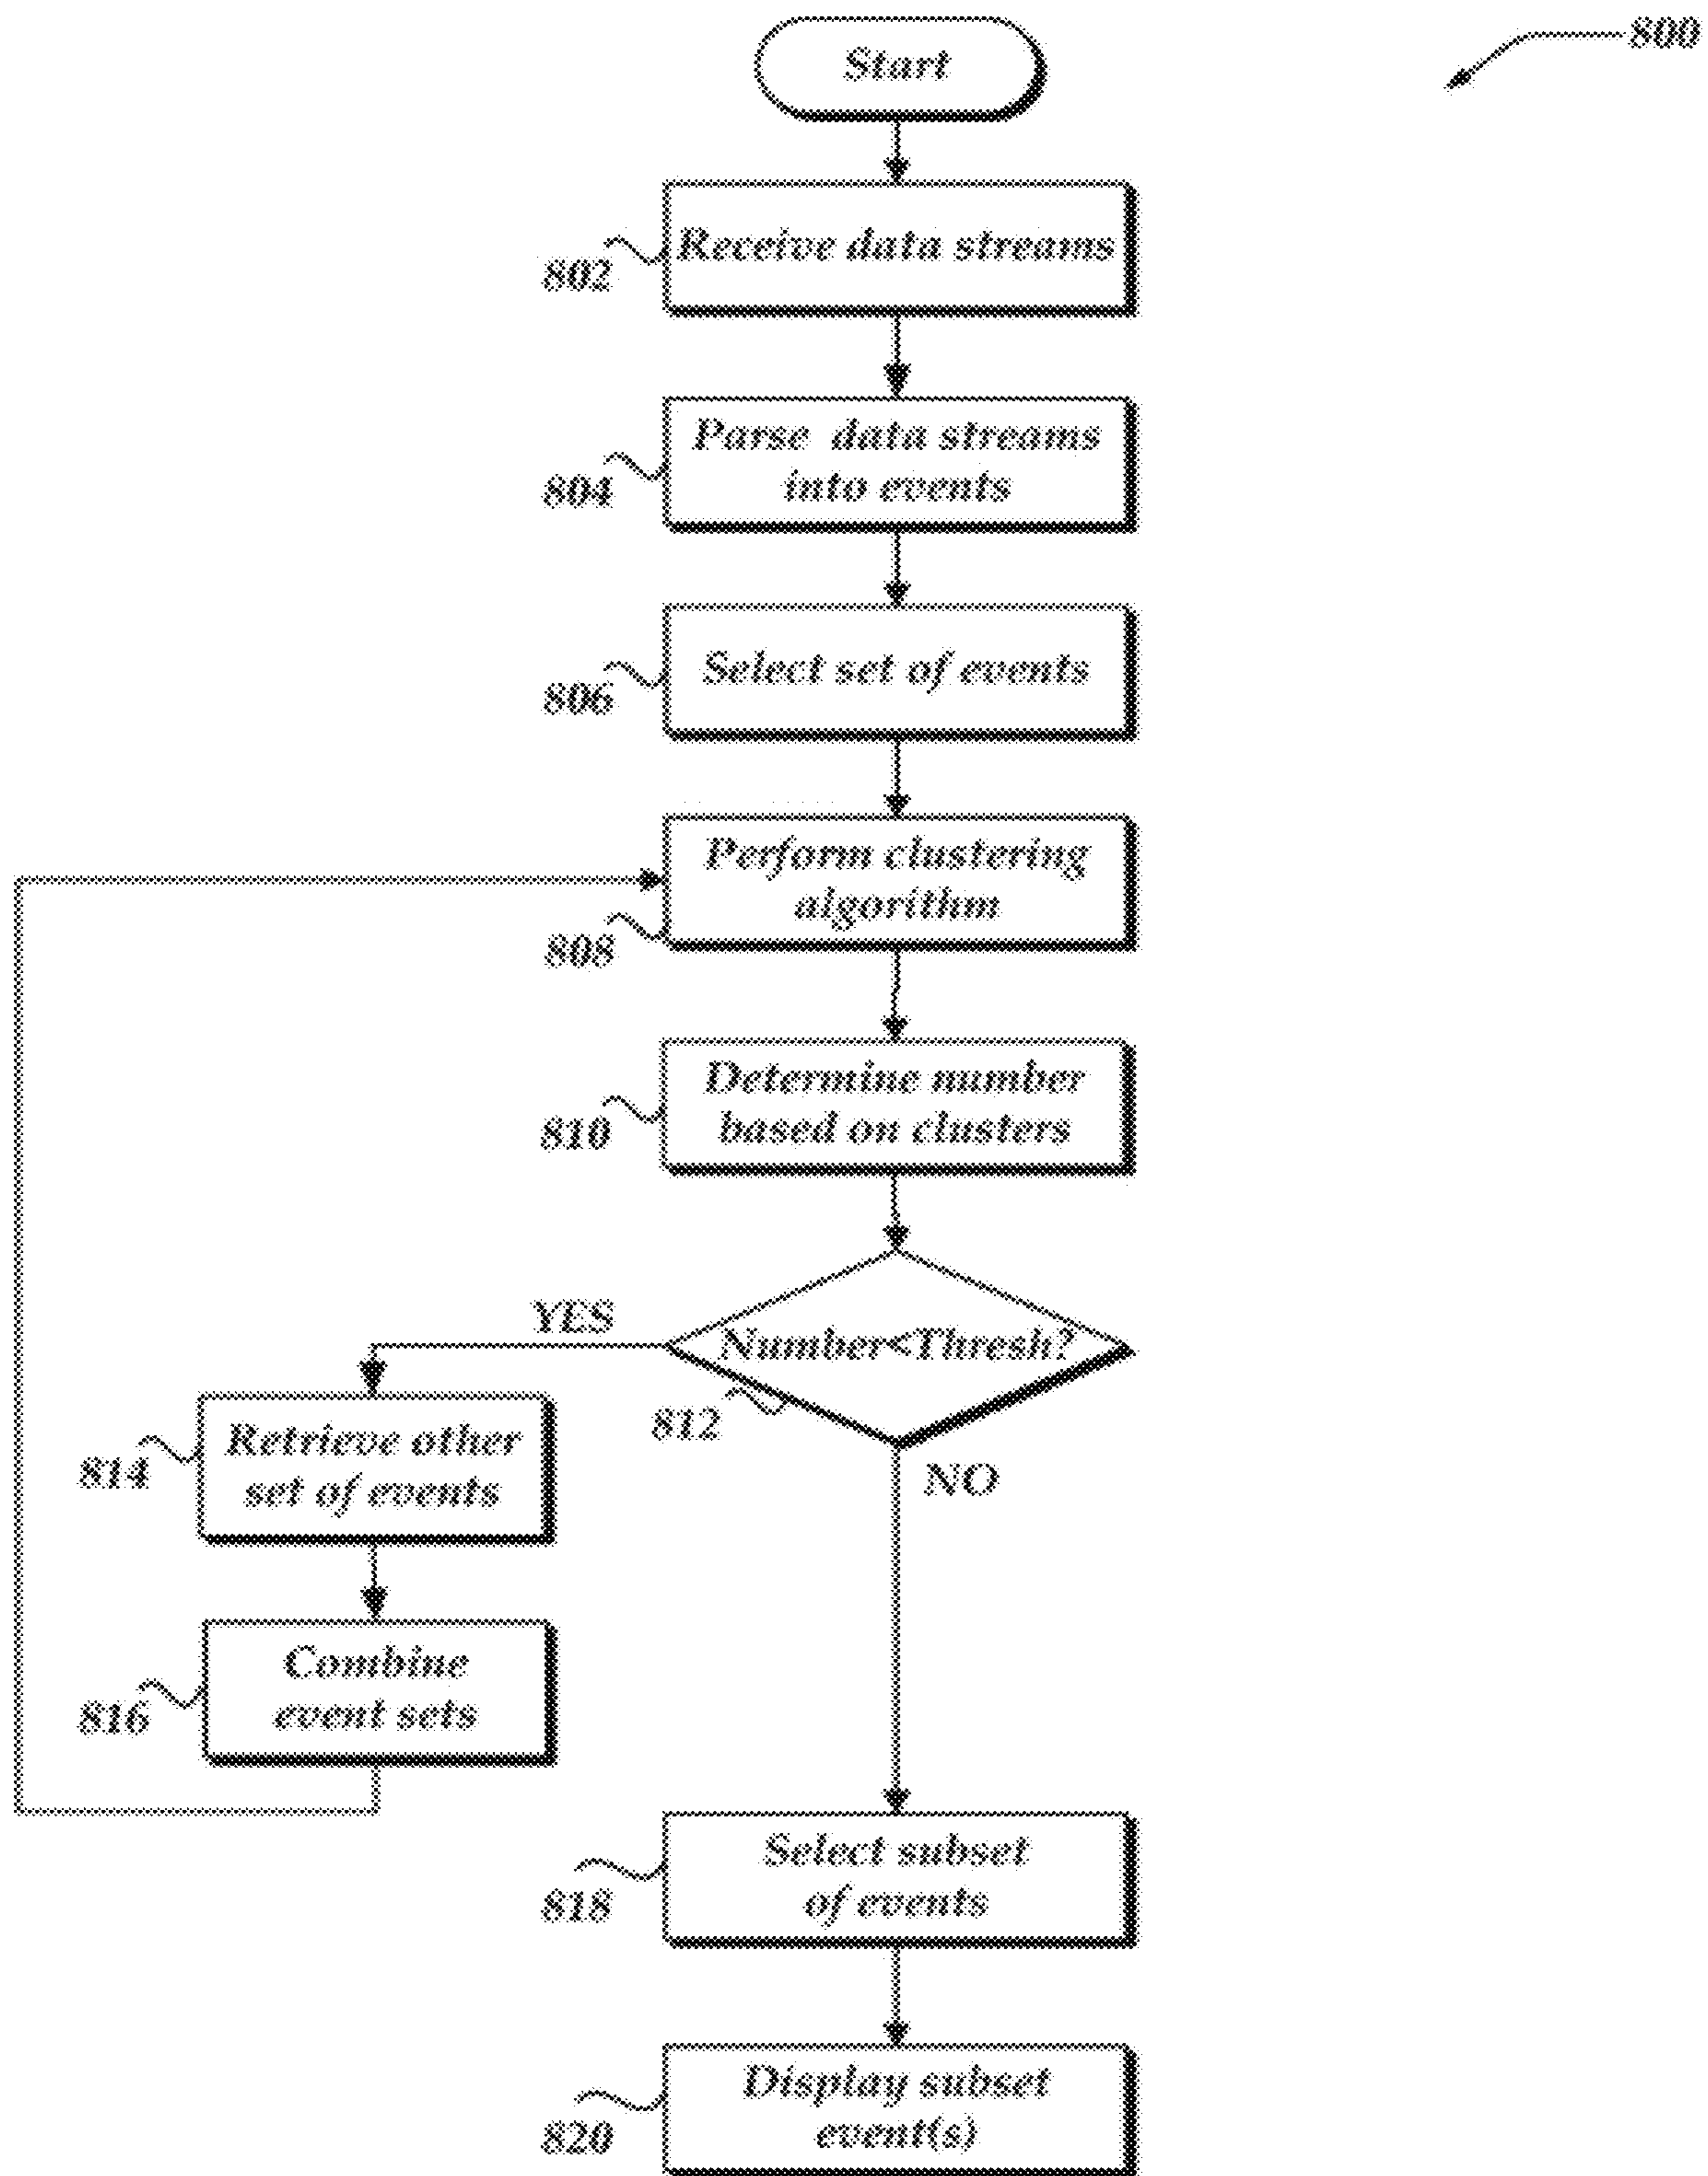 800
Start
Receive data streams
802
Parse data streams
into events
804
Select set of events
806
Perform clustering
algorithm
808
Determine number
based on clusters
810
YES
Number<Thresh?
812
NO
Retrieve other
set of events
814
Combine
event sets
816
Select subset
of events
818
Display subset
event(s)
820